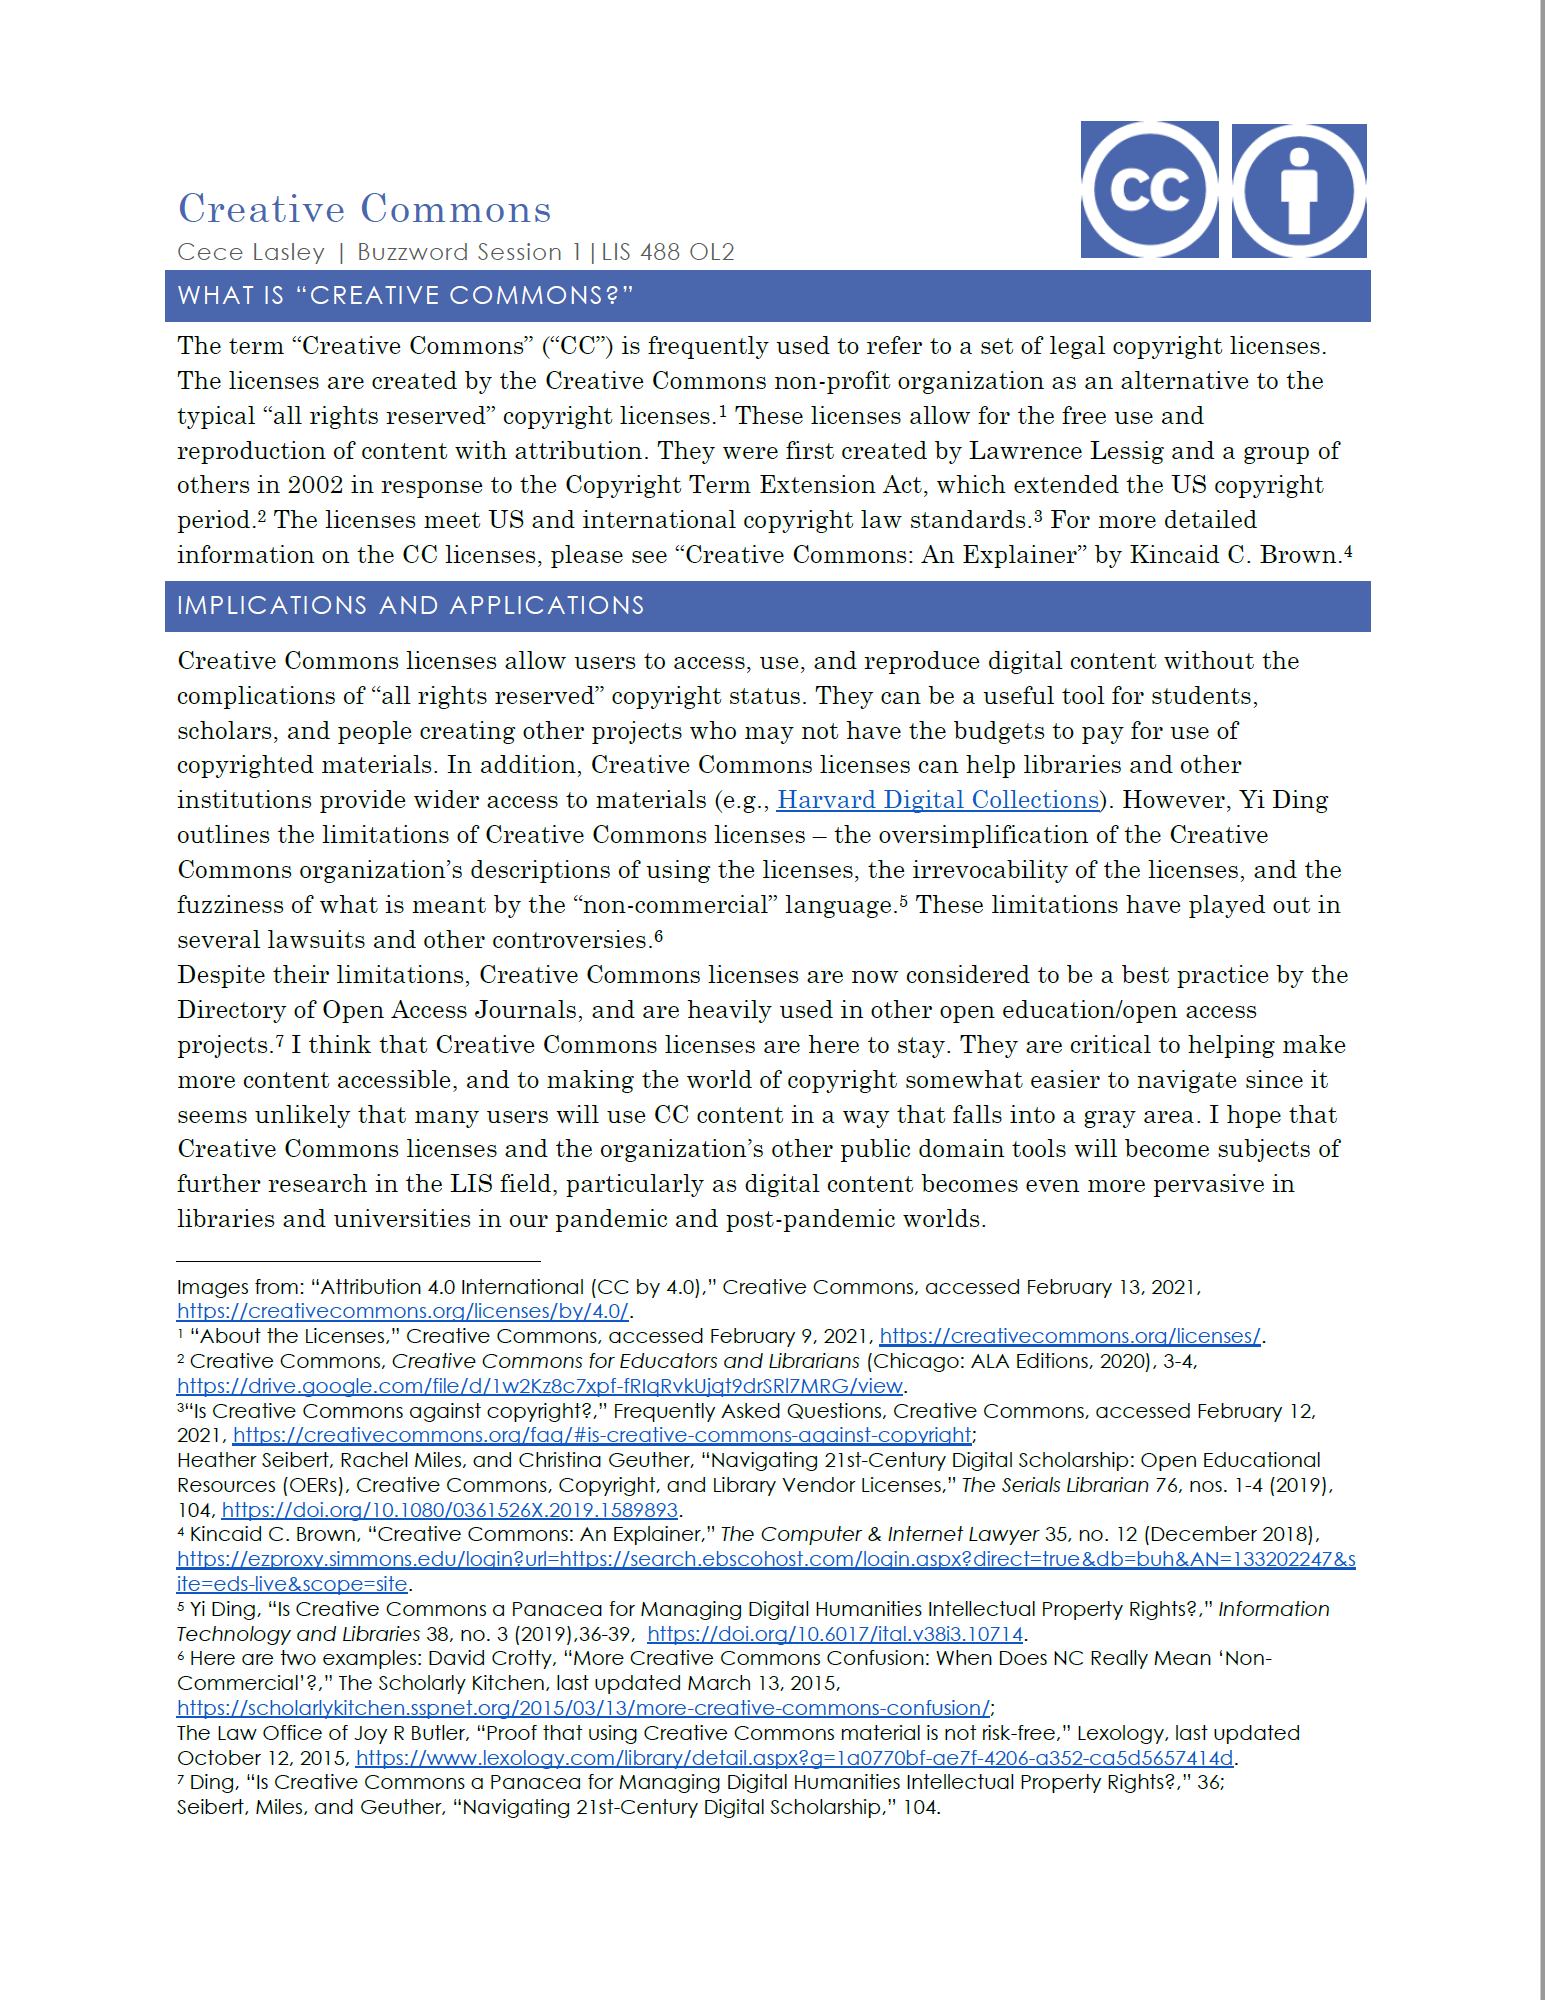 CC
Creative Commons
Cece Lasley | Buzzword Session 1|LIS 488 OL2
WHAT IS “CREATIVE COMMONS?”
The term “Creative Commons” (“CC”) is frequently used to refer to a set of legal copyright licenses.
The licenses are created by the Creative Commons non-profit organization as an alternative to the
typical “all rights reserved” copyright licenses.¹ These licenses allow for the free use and
reproduction of content with attribution. They were first created by Lawrence Lessig and a group of
others in 2002 in response to the Copyright Term Extension Act, which extended the US copyright
period.² The licenses meet US and international copyright law standards.³ For more detailed
information on the CC licenses, please see “Creative Commons: An Explainer” by Kincaid C. Brown.⁴
IMPLICATIONS AND APPLICATIONS
Creative Commons licenses allow users to access, use, and reproduce digital content without the
complications of “all rights reserved” copyright status. They can be a useful tool for students,
scholars, and people creating other projects who may not have the budgets to pay for use of
copyrighted materials. In addition, Creative Commons licenses can help libraries and other
institutions provide wider access to materials (e.g., Harvard Digital Collections). However, Yi Ding
outlines the limitations of Creative Commons licenses – the oversimplification of the Creative
Commons organization’s descriptions of using the licenses, the irrevocability of the licenses, and the
fuzziness of what is meant by the “non-commercial” language.⁵ These limitations have played out in
several lawsuits and other controversies.⁶
Despite their limitations, Creative Commons licenses are now considered to be a best practice by the
Directory of Open Access Journals, and are heavily used in other open education/open access
projects.⁷ I think that Creative Commons licenses are here to stay. They are critical to helping make
more content accessible, and to making the world of copyright somewhat easier to navigate since it
seems unlikely that many users will use CC content in a way that falls into a gray area. I hope that
Creative Commons licenses and the organization’s other public domain tools will become subjects of
further research in the LIS field, particularly as digital content becomes even more pervasive in
libraries and universities in our pandemic and post-pandemic worlds.
Images from: “Attribution 4.0 International (CC by 4.0),” Creative Commons, accessed February 13, 2021,
https://creativecommons.org/licenses/by/4.0/.
¹ “About the Licenses,” Creative Commons, accessed February 9, 2021, https://creativecommons.org/licenses/.
² Creative Commons, Creative Commons for Educators and Librarians (Chicago: ALA Editions, 2020), 3-4,
https://drive.google.com/file/d/1w2Kz8c7xpf-fRIqRvkUjqt9drSRl7MRG/view.
³“Is Creative Commons against copyright?,” Frequently Asked Questions, Creative Commons, accessed February 12,
2021, https://creativecommons.org/faq/#is-creative-commons-against-copyright;
Heather Seibert, Rachel Miles, and Christina Geuther, “Navigating 21st-Century Digital Scholarship: Open Educational
Resources (OERs), Creative Commons, Copyright, and Library Vendor Licenses,” The Serials Librarian 76, nos. 1-4 (2019),
104, https://doi.org/10.1080/0361526X.2019.1589893.
⁴ Kincaid C. Brown, “Creative Commons: An Explainer,” The Computer & Internet Lawyer 35, no. 12 (December 2018),
https://ezproxy.simmons.edu/login?url=https://search.ebscohost.com/login.aspx?direct=true&db=buh&AN=133202247&s
ite=eds-live&scope=site.
⁵ Yi Ding, “Is Creative Commons a Panacea for Managing Digital Humanities Intellectual Property Rights?,” Information
Technology and Libraries 38, no. 3 (2019),36-39, https://doi.org/10.6017/ital.v38i3.10714.
⁶ Here are two examples: David Crotty, “More Creative Commons Confusion: When Does NC Really Mean ‘Non-
Commercial’?,” The Scholarly Kitchen, last updated March 13, 2015,
https://scholarlykitchen.sspnet.org/2015/03/13/more-creative-commons-confusion/;
The Law Office of Joy R Butler, “Proof that using Creative Commons material is not risk-free,” Lexology, last updated
October 12, 2015, https://www.lexology.com/library/detail.aspx?g=1a0770bf-ae7f-4206-a352-ca5d5657414d.
⁷ Ding, “Is Creative Commons a Panacea for Managing Digital Humanities Intellectual Property Rights?,” 36;
Seibert, Miles, and Geuther, “Navigating 21st-Century Digital Scholarship,” 104.